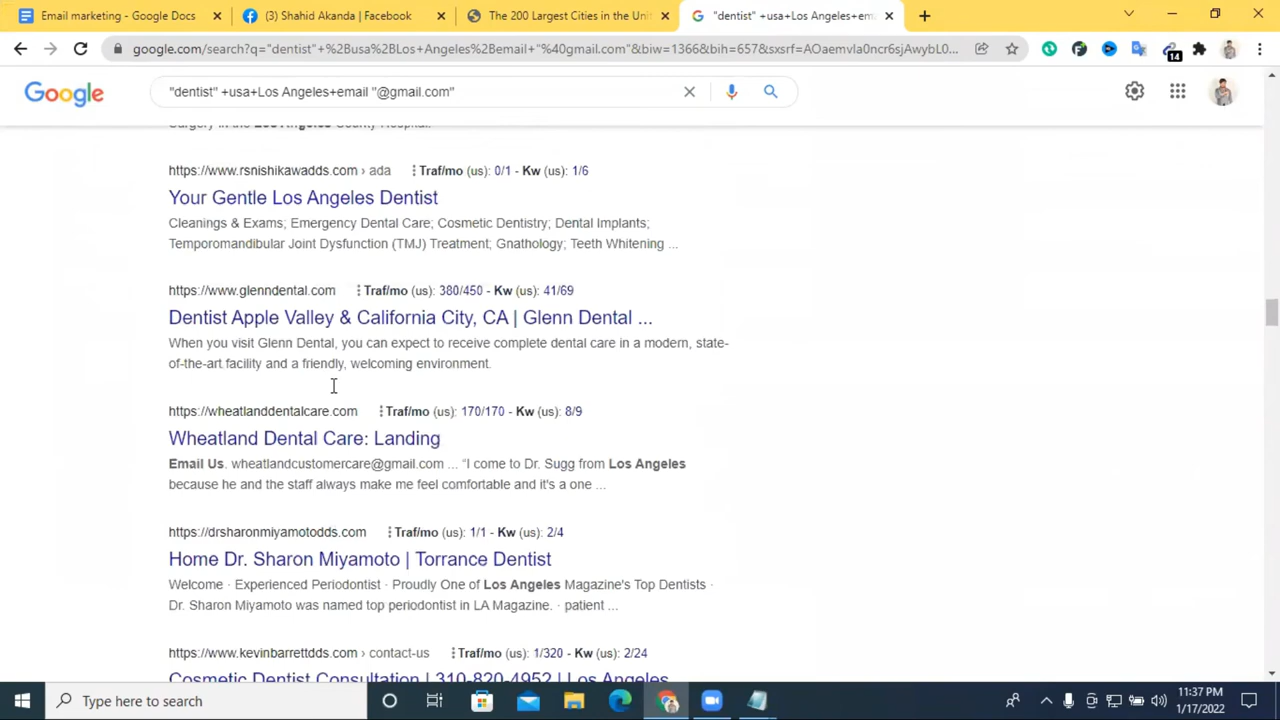 Email marketing - Google Docs
(3) Shahid Akanda | Facebook
The 200 Largest Cities in the Unit
"dentist" +usa+Los Angeles+em
google.com/search?q="dentist"+%2Busa%2BLos+Angeles%2Bemail+"%40gmail.com"&biw=1366&bih=657&sxsrf=AOaemvla0ncr6sjAwybL0...
14
Google
"dentist" +usa+Los Angeles+email "@gmail.com"
Surgery in the Los Angeles County Hospital.
https://www.rsnishikawadds.com › ada
Traf/mo (us): 0/1 - Kw (us): 1/6
Your Gentle Los Angeles Dentist
Cleanings & Exams; Emergency Dental Care; Cosmetic Dentistry; Dental Implants;
Temporomandibular Joint Dysfunction (TMJ) Treatment; Gnathology; Teeth Whitening ...
https://www.glenndental.com
Traf/mo (us): 380/450 - Kw (us): 41/69
Dentist Apple Valley & California City, CA | Glenn Dental ...
When you visit Glenn Dental, you can expect to receive complete dental care in a modern, state-
of-the-art facility and a friendly, welcoming environment.
https://wheatlanddentalcare.com
Traf/mo (us): 170/170 - Kw (us): 8/9
Wheatland Dental Care: Landing
Email Us. wheatlandcustomercare@gmail.com ... "I come to Dr. Sugg from Los Angeles
because he and the staff always make me feel comfortable and it's a one ...
https://drsharonmiyamotodds.com
Traf/mo (us): 1/1 - Kw (us): 2/4
Home Dr. Sharon Miyamoto | Torrance Dentist
Welcome · Experienced Periodontist · Proudly One of Los Angeles Magazine's Top Dentists ·
Dr. Sharon Miyamoto was named top periodontist in LA Magazine. · patient ...
https://www.kevinbarrettdds.com › contact-us
Traf/mo (us): 1/320 - Kw (us): 2/24
Cosmetic Dentist Consultation | 310-820-4952 | Los Angeles
Type here to search
11:37 PM
1/17/2022